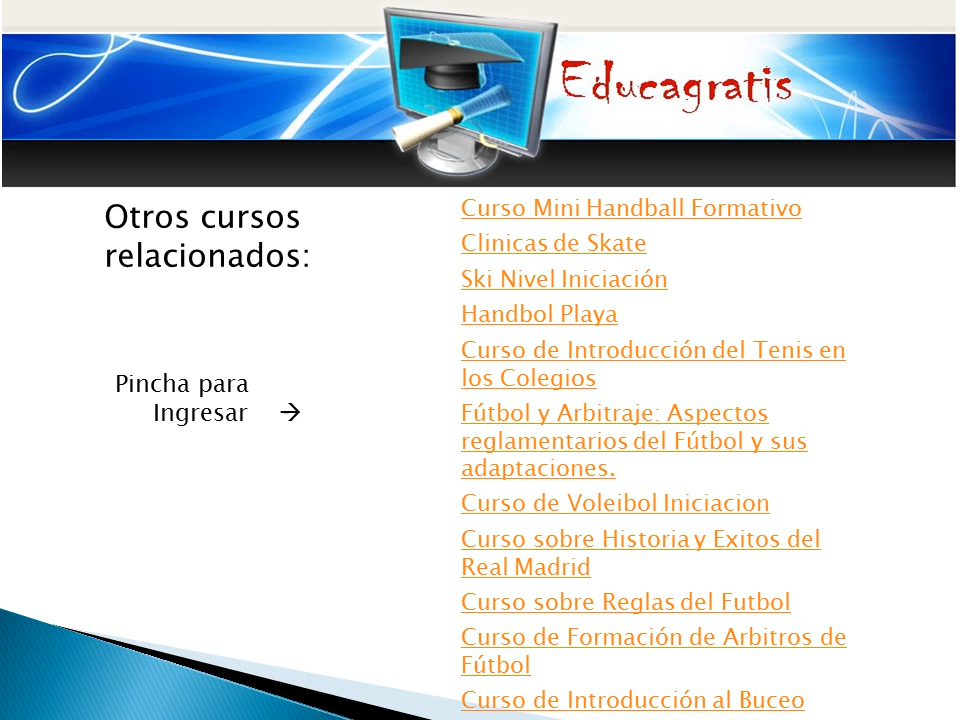 Educagratis
Otros cursos
relacionados:
Pincha para
Ingresar →
Curso Mini Handball Formativo
Clinicas de Skate
Ski Nivel Iniciación
Handbol Playa
Curso de Introducción del Tenis en
los Colegios
Fútbol y Arbitraje: Aspectos
reglamentarios del Fútbol y sus
adaptaciones.
Curso de Voleibol Iniciacion
Curso sobre Historia y Exitos del
Real Madrid
Curso sobre Reglas del Futbol
Curso de Formación de Arbitros de
Fútbol
Curso de Introducción al Buceo